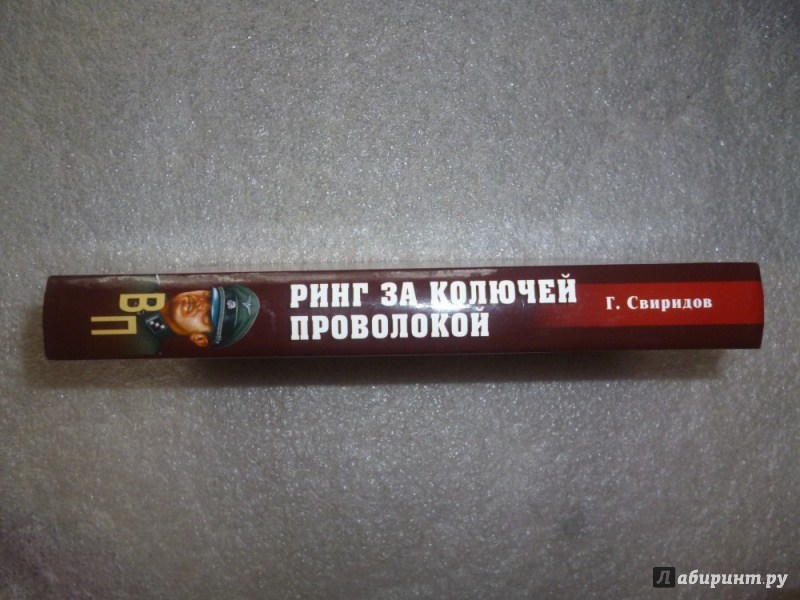 ВП
РИНГ ЗА КОЛЮЧЕЙ
ПРОВОЛОКОЙ
Г. Свиридов
Лабиринт.ру